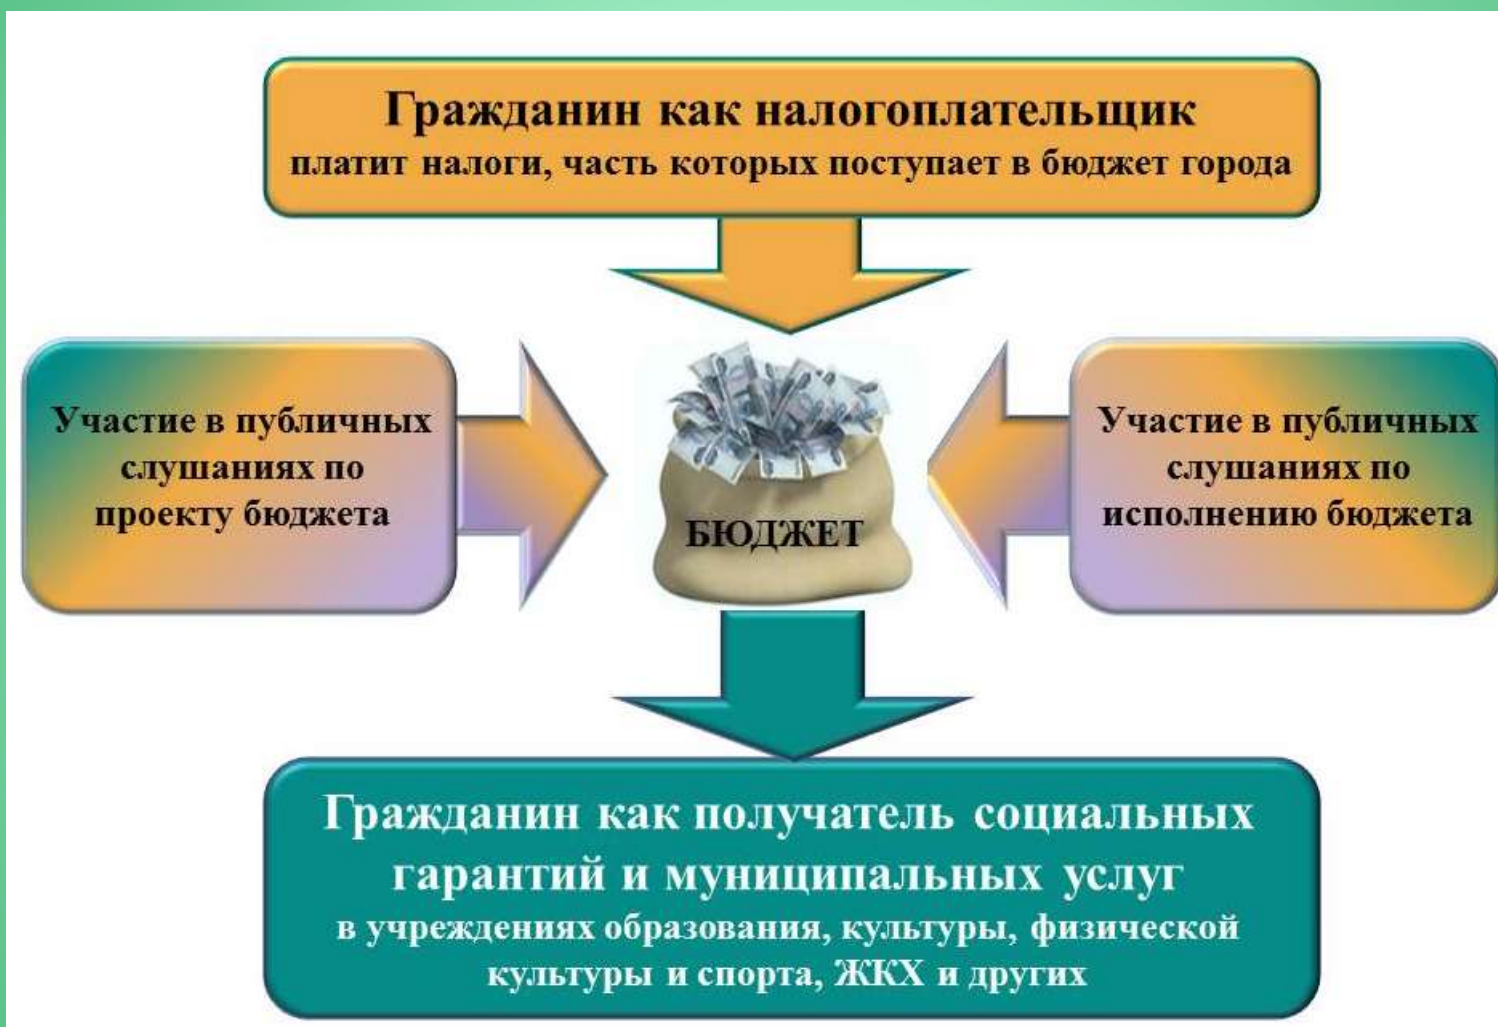 Гражданин как налогоплательщик
платит налоги, часть которых поступает в бюджет города
Участие в публичных
слушаниях по
проекту бюджета
БЮДЖЕТ
Участие в публичных
слушаниях по
исполнению бюджета
Гражданин как получатель социальных
гарантий и муниципальных услуг
в учреждениях образования, культуры, физической
культуры и спорта, ЖКХ и других